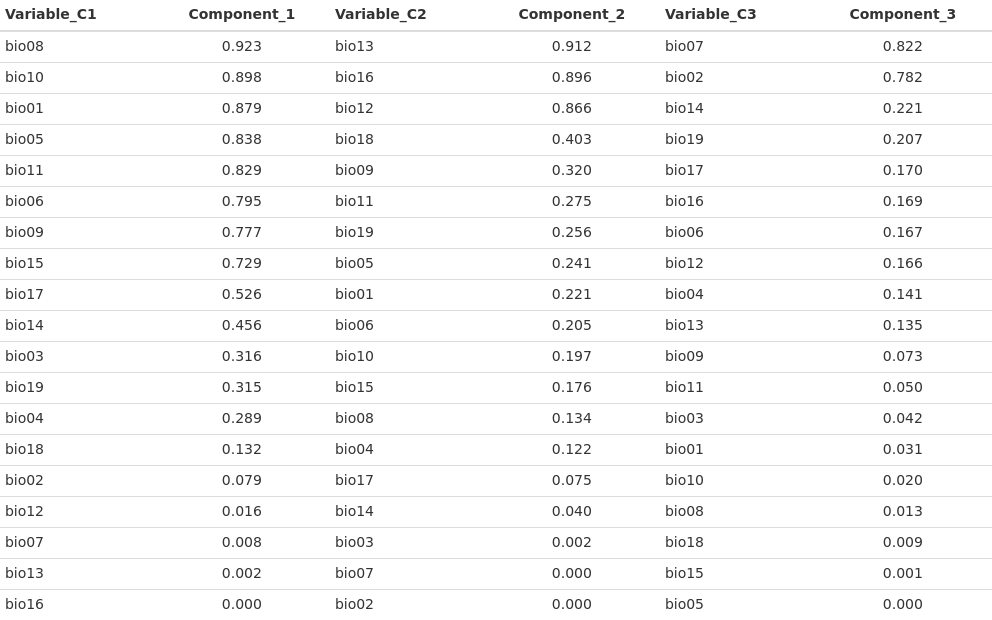 Variable_C1 Component_1 Variable_C2 Component_2 Variable_C3 Component_3
bio08 0.923 bio13 0.912 bio07 0.822
bio10 0.898 bio16 0.896 bio02 0.782
bio01 0.879 bio12 0.866 bio14 0.221
bio05 0.838 bio18 0.403 bio19 0.207
bio11 0.829 bio09 0.320 bio17 0.170
bio06 0.795 bio11 0.275 bio16 0.169
bio09 0.777 bio19 0.256 bio06 0.167
bio15 0.729 bio05 0.241 bio12 0.166
bio17 0.526 bio01 0.221 bio04 0.141
bio14 0.456 bio06 0.205 bio13 0.135
bio03 0.316 bio10 0.197 bio09 0.073
bio19 0.315 bio15 0.176 bio11 0.050
bio04 0.289 bio08 0.134 bio03 0.042
bio18 0.132 bio04 0.122 bio01 0.031
bio02 0.079 bio17 0.075 bio10 0.020
bio12 0.016 bio14 0.040 bio08 0.013
bio07 0.008 bio03 0.002 bio18 0.009
bio13 0.002 bio07 0.000 bio15 0.001
bio16 0.000 bio02 0.000 bio05 0.000